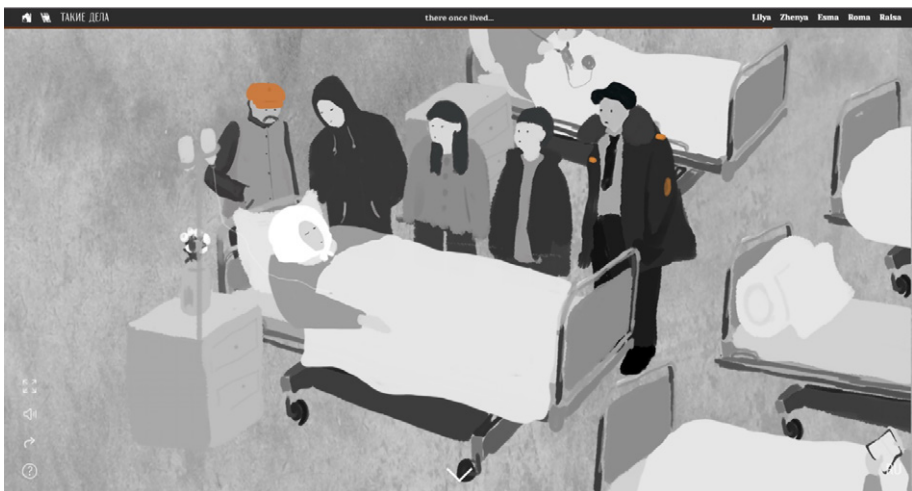 ТАКИЕ ДЕЛА there once lived... Lilya Zhenya Esma Roma Raisa